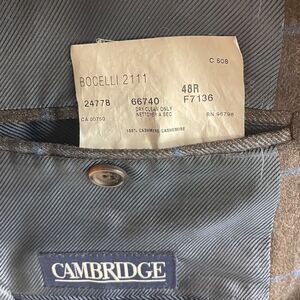 C 508
BOCELLI 2111
48R
24778 66740 F7136
DRY CLEAN ONLY
CA 00750 NETTOYER A SEC RN 96798
100% CASHMERE CACHEMIRE
CAMBRIDGE